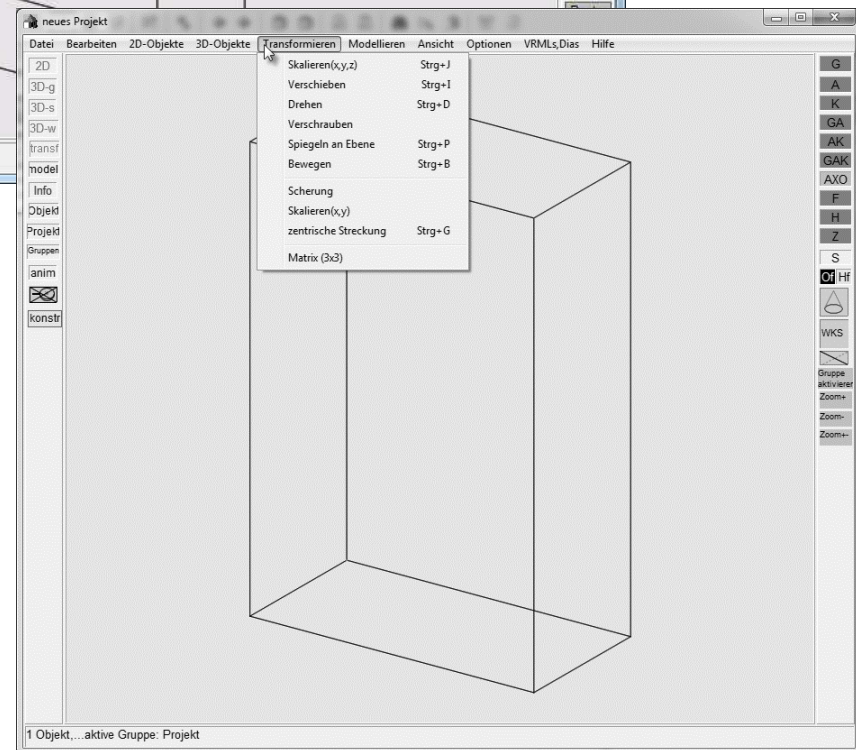 neues Projekt
Datei Bearbeiten 2D-Objekte 3D-Objekte Transformieren Modellieren Ansicht Optionen VRMLs,Dias Hilfe
Skalieren(x,y,z) Strg+J
Verschieben Strg+I
Drehen Strg+D
Verschrauben
Spiegeln an Ebene Strg+P
Bewegen Strg+B
Scherung
Skalieren(x,y)
zentrische Streckung Strg+G
Matrix (3x3)
2D
3D-g
3D-s
3D-w
transf
model
Info
Objekt
Projekt
Gruppen
anim
konstr
G
A
K
GA
AK
GAK
AXO
F
H
Z
S
Of Hf
WKS
Gruppe
aktivieren
Zoom+
Zoom-
Zoom+-
1 Objekt,...aktive Gruppe: Projekt